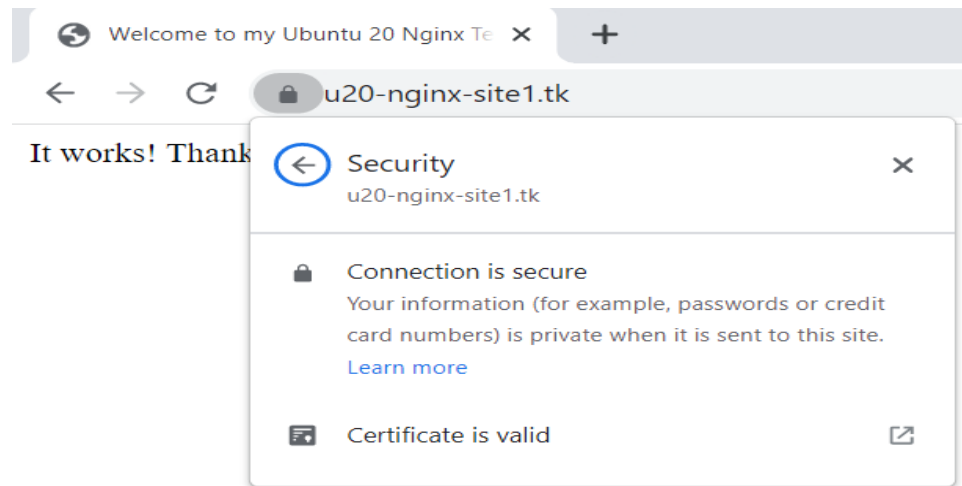 Welcome to my Ubuntu 20 Nginx Te
u20-nginx-site1.tk
It works! Thank
Security
u20-nginx-site1.tk
Connection is secure
Your information (for example, passwords or credit
card numbers) is private when it is sent to this site.
Learn more
Certificate is valid